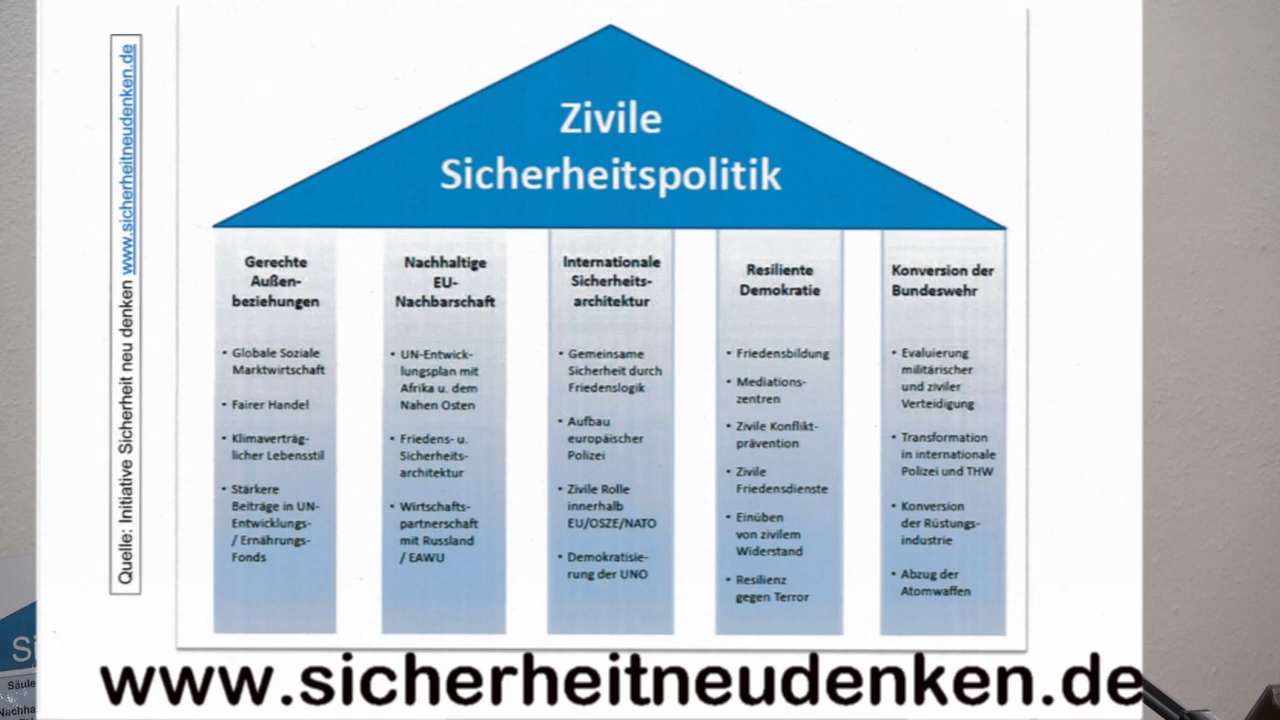 Quelle: Initiative Sicherheit neu denken www.sicherheitneudenken.de
Zivile
Sicherheitspolitik
Gerechte
Außen-
beziehungen
• Globale Soziale
Marktwirtschaft
• Fairer Handel
• Klimaverträg-
licher Lebensstil
• Stärkere
Beiträge in UN-
Entwicklungs-
/ Ernährungs-
Fonds
Nachhaltige
EU-
Nachbarschaft
• UN-Entwick-
lungsplan mit
Afrika u. dem
Nahen Osten
• Friedens- u.
Sicherheits-
architektur
• Wirtschafts-
partnerschaft
mit Russland
/ EAWU
Internationale
Sicherheits-
architektur
• Gemeinsame
Sicherheit durch
Friedenslogik
• Aufbau
europäischer
Polizei
• Zivile Rolle
innerhalb
EU/OSZE/NATO
• Demokratisie-
rung der UNO
Resiliente
Demokratie
• Friedensbildung
• Mediations-
zentren
• Zivile Konflikt-
prävention
• Zivile
Friedensdienste
• Einüben
von zivilem
Widerstand
• Resilienz
gegen Terror
Konversion der
Bundeswehr
• Evaluierung
militärischer
und ziviler
Verteidigung
• Transformation
in internationale
Polizei und THW
• Konversion
der Rüstungs-
industrie
• Abzug der
Atomwaffen
www.sicherheitneudenken.de
Si
Säule
Nachha